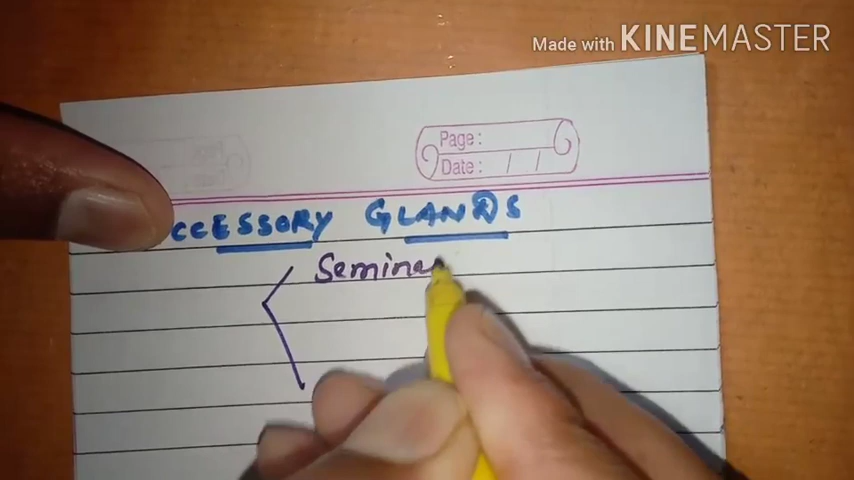 Made with KINEMASTER
Page:
Date: / /
CCESSORY GLANDS
Semina